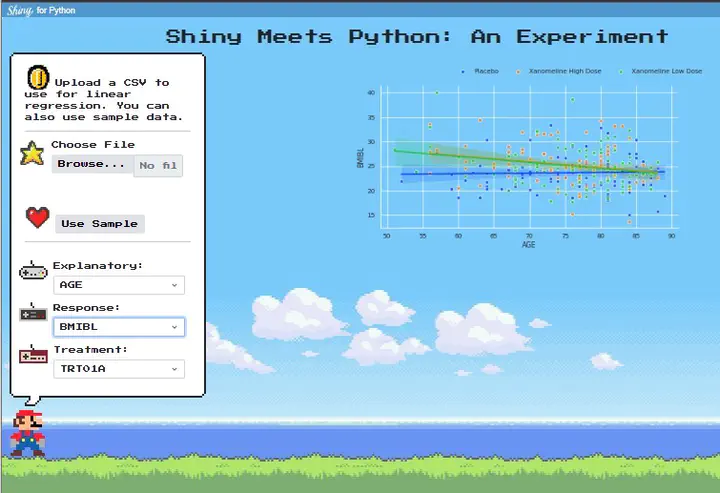 Shiny for Python
Shiny Meets Python: An Experiment
Upload a CSV to
use for linear
regression. You can
also use sample data.
Choose File
Browse... No fil
Use Sample
Explanatory:
AGE
Response:
BMIBL
Treatment:
TRT01A
Placebo Xanomeline High Dose Xanomeline Low Dose
BMIBL
40
35
30
25
20
15
50 55 60 65 70 75 80 85 90
AGE